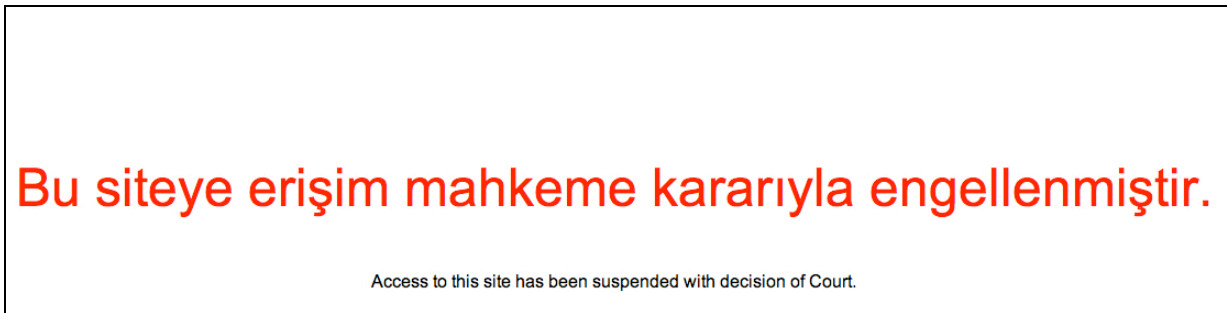 Bu siteye erişim mahkeme kararıyla engellenmiştir.
Access to this site has been suspended with decision of Court.